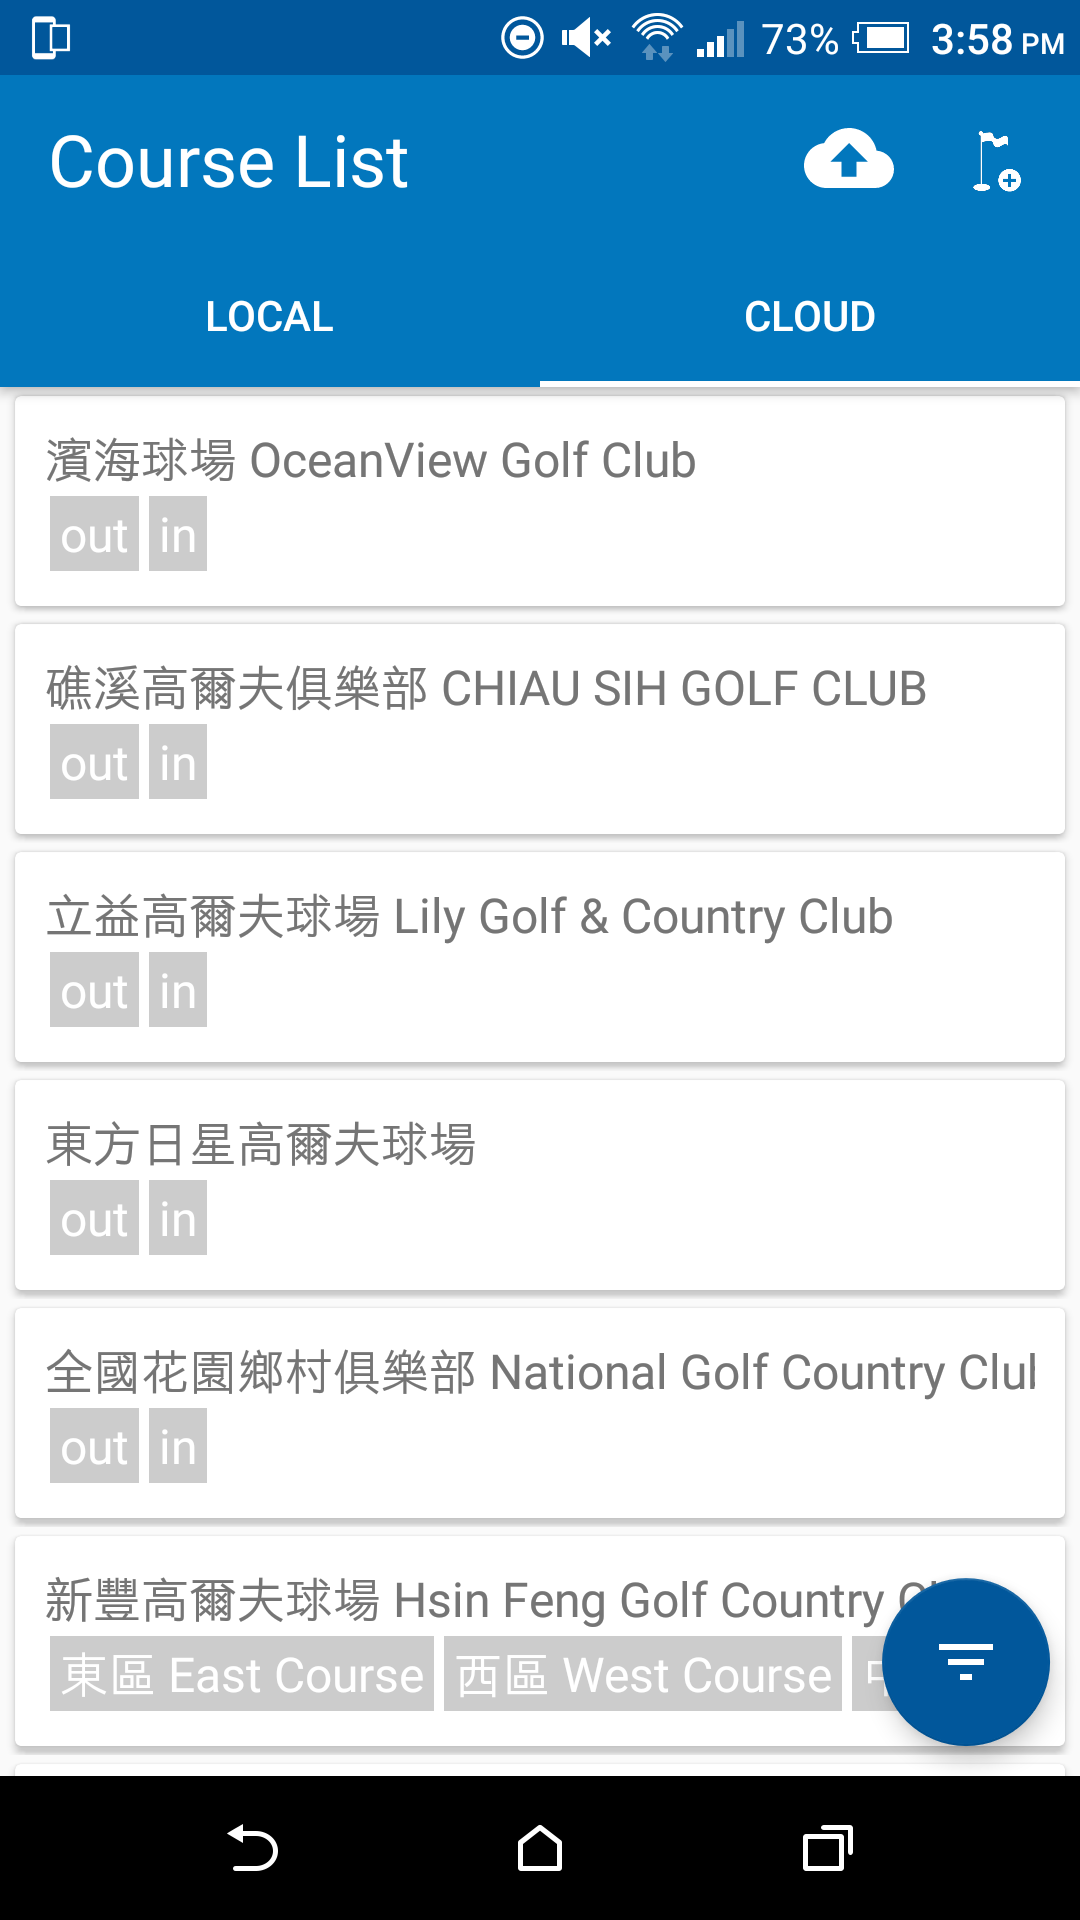 73% 3:58 PM
Course List
LOCAL CLOUD
濱海球場 OceanView Golf Club
out in
礁溪高爾夫俱樂部 CHIAU SIH GOLF CLUB
out in
立益高爾夫球場 Lily Golf & Country Club
out in
東方日星高爾夫球場
out in
全國花園鄉村俱樂部 National Golf Country
out in
新豐高爾夫球場 Hsin Feng Golf Country
東區 East Course 西區 West Course